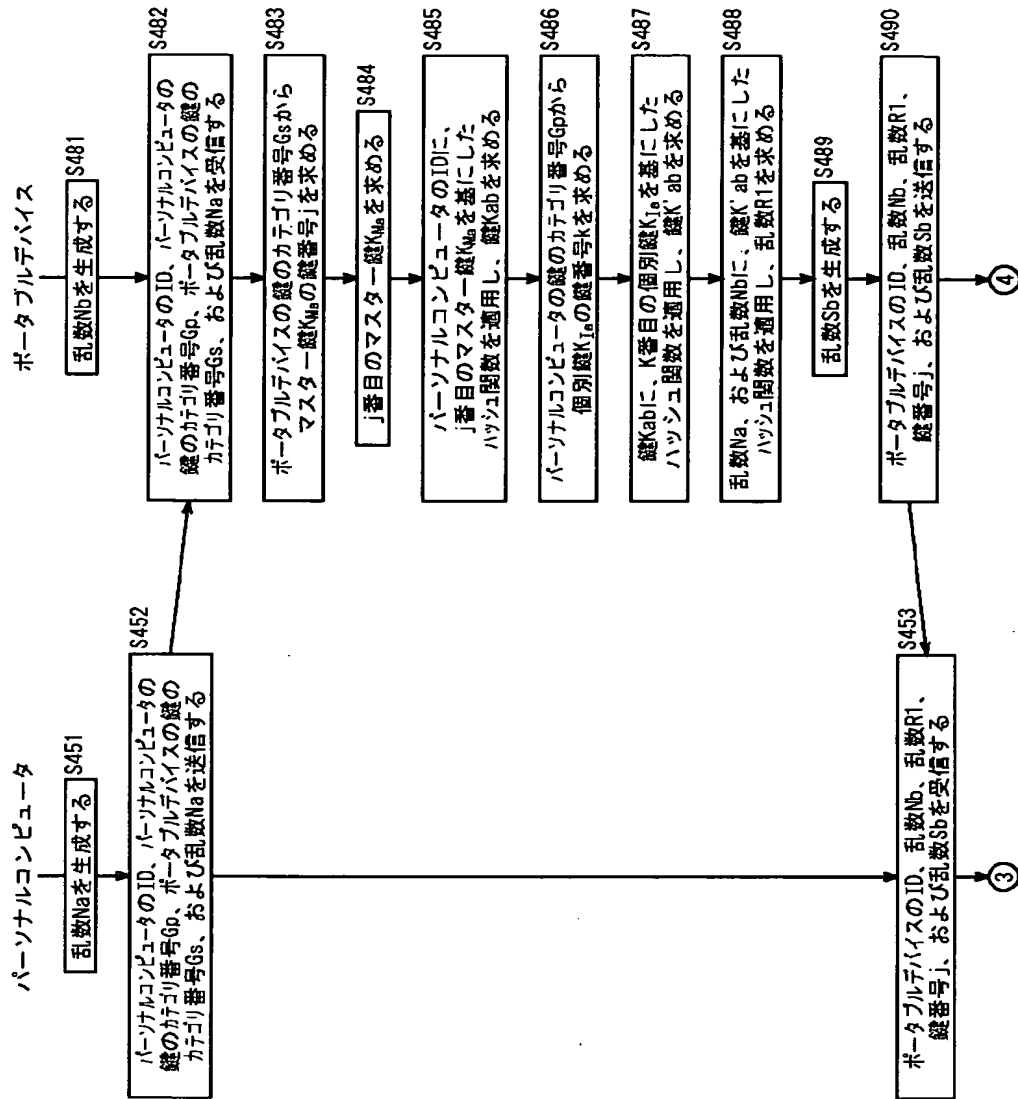 パーソナルコンピュータ
S451
乱数Naを生成する
S452
パーソナルコンピュータのID、パーソナルコンピュータの
鍵のカテゴリ番号Gp、ポータブルデバイスの鍵の
カテゴリ番号Gs、および乱数Naを送信する
S453
ポータブルデバイスのID、乱数Nb、乱数R1、
鍵番号j、および乱数Sbを受信する
3
ポータブルデバイス
S481
乱数Nbを生成する
S482
パーソナルコンピュータのID、パーソナルコンピュータの
鍵のカテゴリ番号Gp、ポータブルデバイスの鍵の
カテゴリ番号Gs、および乱数Naを受信する
S483
ポータブルデバイスの鍵のカテゴリ番号Gsから
マスター鍵KMaの鍵番号jを求める
S484
j番目のマスター鍵KMaを求める
S485
パーソナルコンピュータのIDに、
j番目のマスター鍵KMaを基にした
ハッシュ関数を適用し、鍵Kabを求める
S486
パーソナルコンピュータの鍵のカテゴリ番号Gpから
個別鍵KIaの鍵番号kを求める
S487
鍵Kabに、K番目の個別鍵KIaを基にした
ハッシュ関数を適用し、鍵K'abを求める
S488
乱数Na、および乱数Nbに、鍵K'abを基にした
ハッシュ関数を適用し、乱数R1を求める
S489
乱数Sbを生成する
S490
ポータブルデバイスのID、乱数Nb、乱数R1、
鍵番号j、および乱数Sbを送信する
4